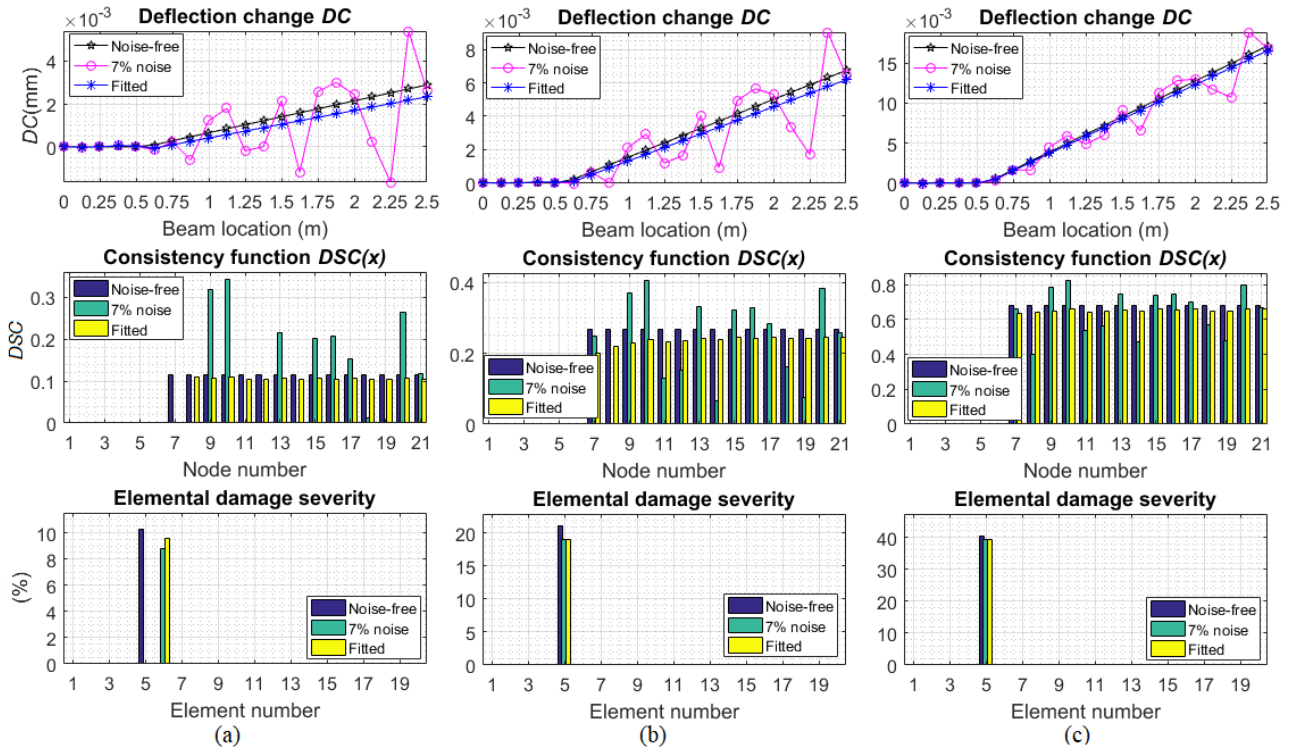 × 10⁻³ Deflection change DC
4
2
0
DC(mm)
Noise-free
7% noise
Fitted
0 0.25 0.5 0.75 1 1.25 1.5 1.75 2 2.25 2.5
Beam location (m)
× 10⁻³ Deflection change DC
8
6
4
2
0
Noise-free
7% noise
Fitted
0 0.25 0.5 0.75 1 1.25 1.5 1.75 2 2.25 2.5
Beam location (m)
× 10⁻³ Deflection change DC
15
10
5
0
Noise-free
7% noise
Fitted
0 0.25 0.5 0.75 1 1.25 1.5 1.75 2 2.25 2.5
Beam location (m)
Consistency function DSC(x)
0.3
0.2
0.1
0
DSC
Noise-free
7% noise
Fitted
1 3 5 7 9 11 13 15 17 19 21
Node number
Consistency function DSC(x)
0.4
0.2
0
Noise-free
7% noise
Fitted
1 3 5 7 9 11 13 15 17 19 21
Node number
Consistency function DSC(x)
0.8
0.6
0.4
0.2
0
Noise-free
7% noise
Fitted
1 3 5 7 9 11 13 15 17 19 21
Node number
Elemental damage severity
10
8
6
4
2
0
(%)
Noise-free
7% noise
Fitted
1 3 5 7 9 11 13 15 17 19
Element number
(a)
Elemental damage severity
20
15
10
5
0
Noise-free
7% noise
Fitted
1 3 5 7 9 11 13 15 17 19
Element number
(b)
Elemental damage severity
40
30
20
10
0
Noise-free
7% noise
Fitted
1 3 5 7 9 11 13 15 17 19
Element number
(c)